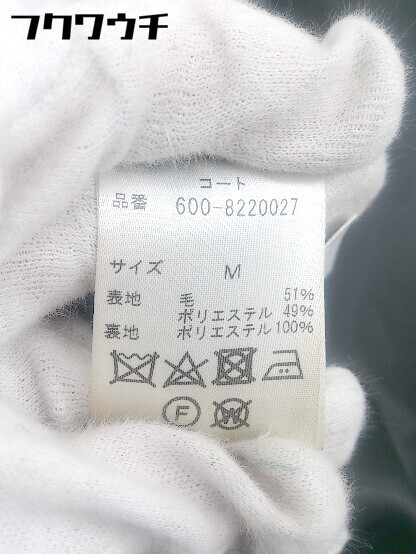 フクワウチ
コート
品番 600-8220027
サイズ M
表地 毛 51%
ポリエステル 49%
裏地 ポリエステル 100%
F W